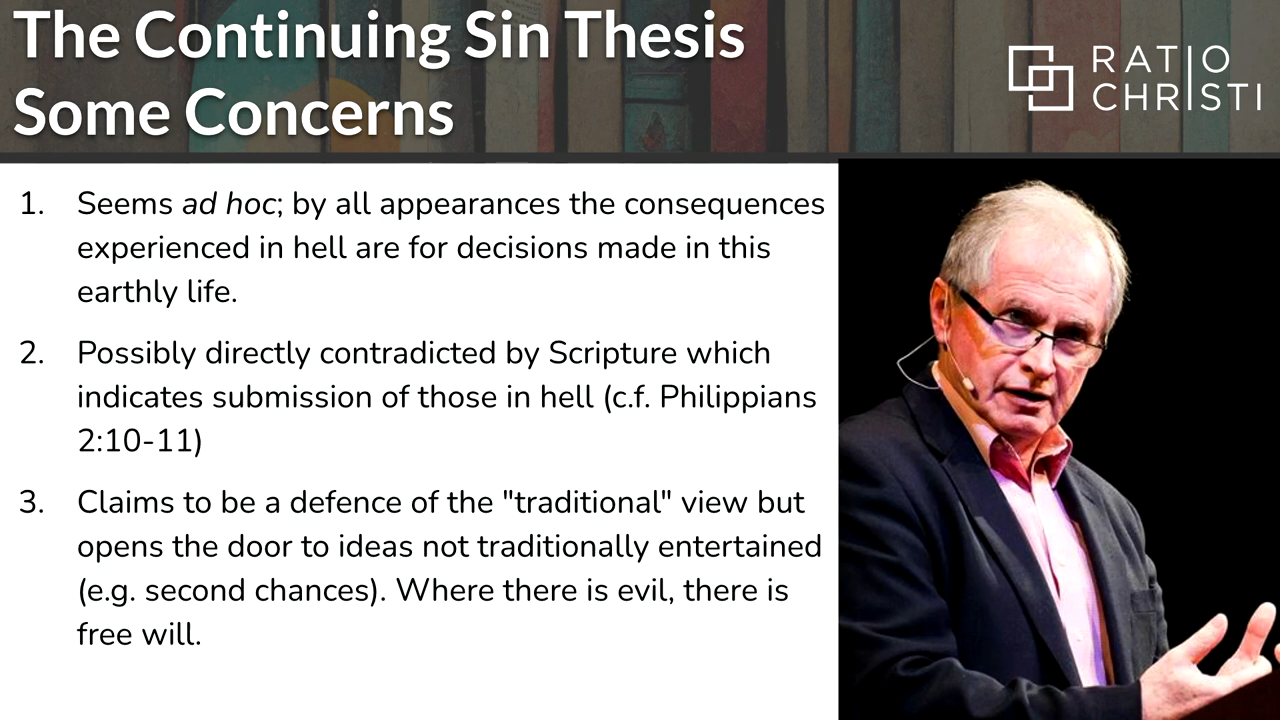 The Continuing Sin Thesis
Some Concerns
RATIO
CHRISTI
1. Seems ad hoc; by all appearances the consequences
experienced in hell are for decisions made in this
earthly life.
2. Possibly directly contradicted by Scripture which
indicates submission of those in hell (c.f. Philippians
2:10-11)
3. Claims to be a defence of the "traditional" view but
opens the door to ideas not traditionally entertained
(e.g. second chances). Where there is evil, there is
free will.